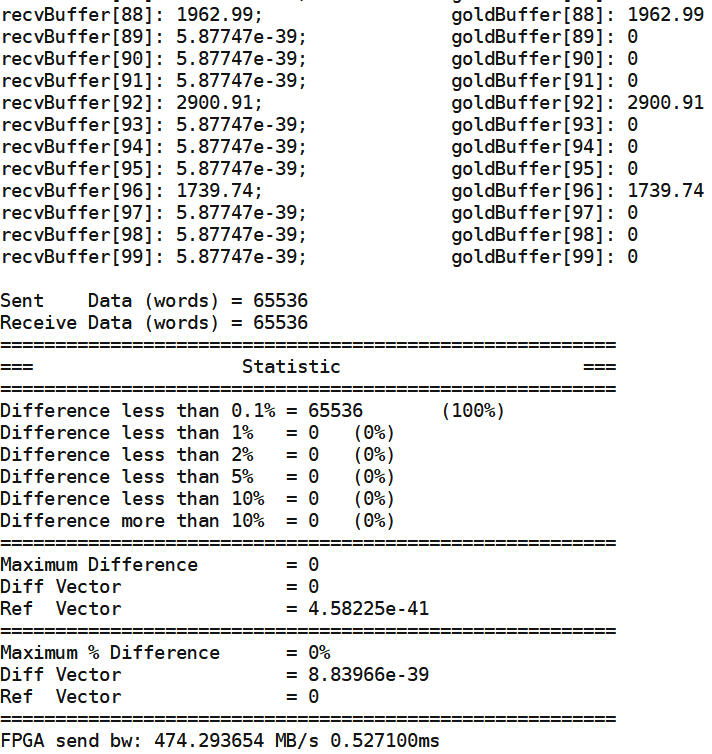 recvBuffer[88]: 1962.99; goldBuffer[88]: 1962.99
recvBuffer[89]: 5.87747e-39; goldBuffer[89]: 0
recvBuffer[90]: 5.87747e-39; goldBuffer[90]: 0
recvBuffer[91]: 5.87747e-39; goldBuffer[91]: 0
recvBuffer[92]: 2900.91; goldBuffer[92]: 2900.91
recvBuffer[93]: 5.87747e-39; goldBuffer[93]: 0
recvBuffer[94]: 5.87747e-39; goldBuffer[94]: 0
recvBuffer[95]: 5.87747e-39; goldBuffer[95]: 0
recvBuffer[96]: 1739.74; goldBuffer[96]: 1739.74
recvBuffer[97]: 5.87747e-39; goldBuffer[97]: 0
recvBuffer[98]: 5.87747e-39; goldBuffer[98]: 0
recvBuffer[99]: 5.87747e-39; goldBuffer[99]: 0
Sent    Data (words) = 65536
Receive Data (words) = 65536
========================================================
===                   Statistic                      ===
========================================================
Difference less than 0.1% = 65536       (100%)
Difference less than 1%   = 0   (0%)
Difference less than 2%   = 0   (0%)
Difference less than 5%   = 0   (0%)
Difference less than 10%  = 0   (0%)
Difference more than 10%  = 0   (0%)
========================================================
Maximum Difference        = 0
Diff Vector               = 0
Ref  Vector               = 4.58225e-41
========================================================
Maximum % Difference      = 0%
Diff Vector               = 8.83966e-39
Ref  Vector               = 0
========================================================
FPGA send bw: 474.293654 MB/s 0.527100ms